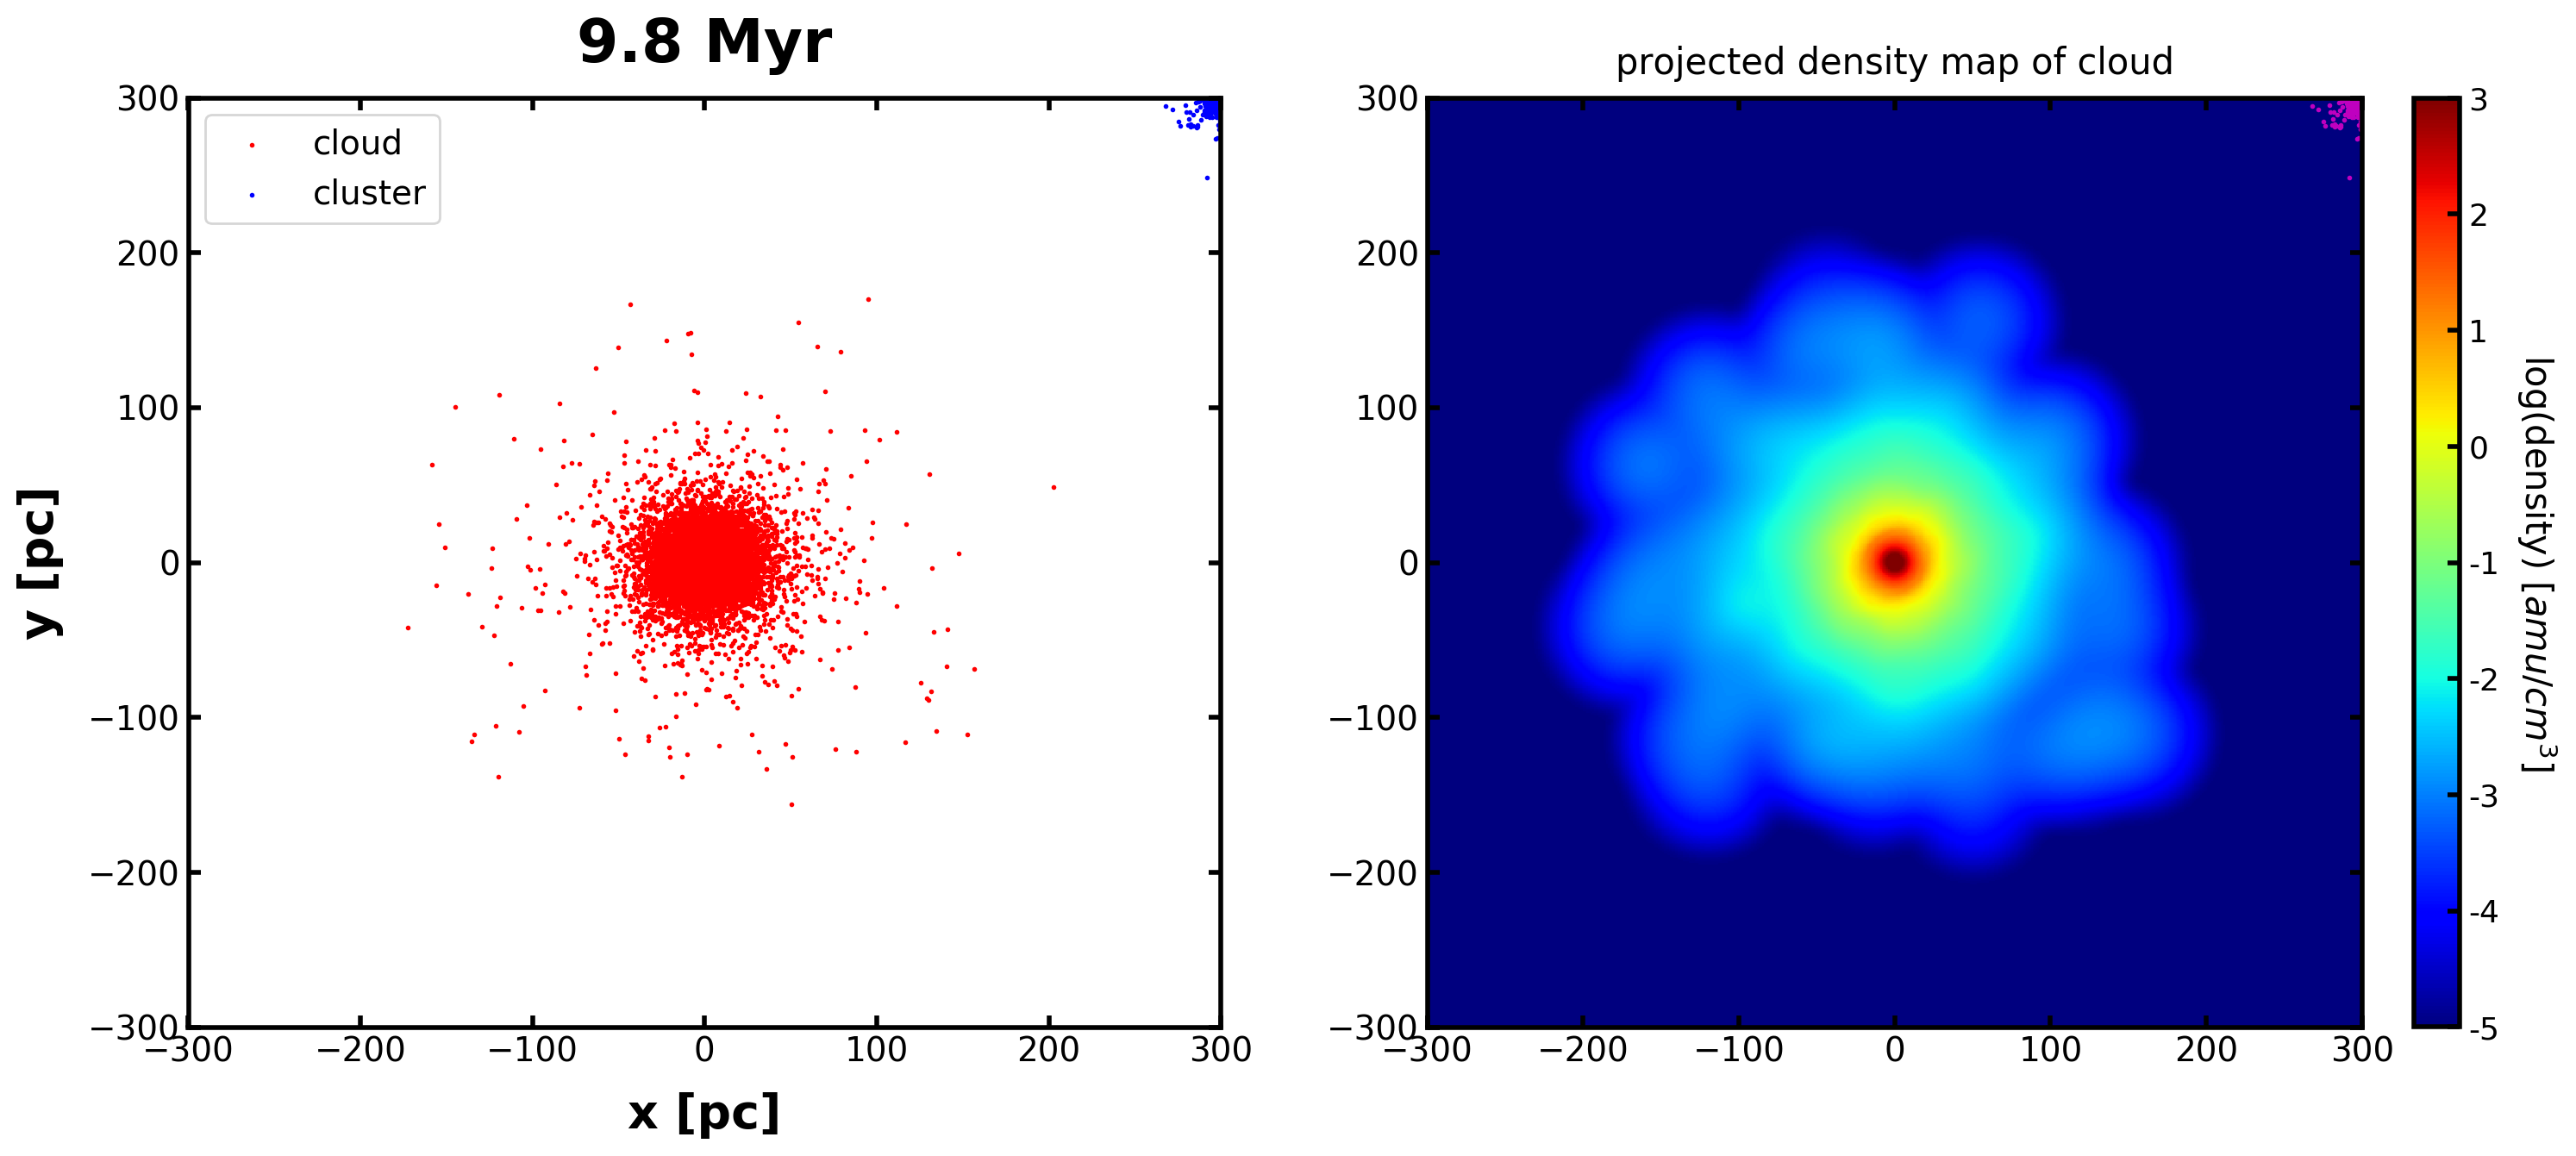 9.8 Myr
300
200
100
0
−100
−200
−300
−300 −200 −100 0 100 200 300
y [pc]
x [pc]
cloud
cluster
projected density map of cloud
300
200
100
0
−100
−200
−300
−300 −200 −100 0 100 200 300
3
2
1
0
-1
-2
-3
-4
-5
log(density) [amu/cm³]